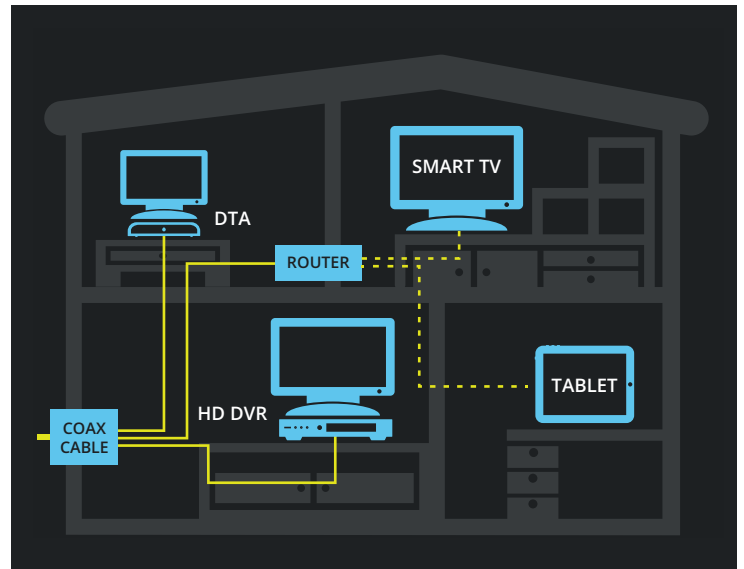 SMART TV
DTA
ROUTER
TABLET
HD DVR
COAX
CABLE